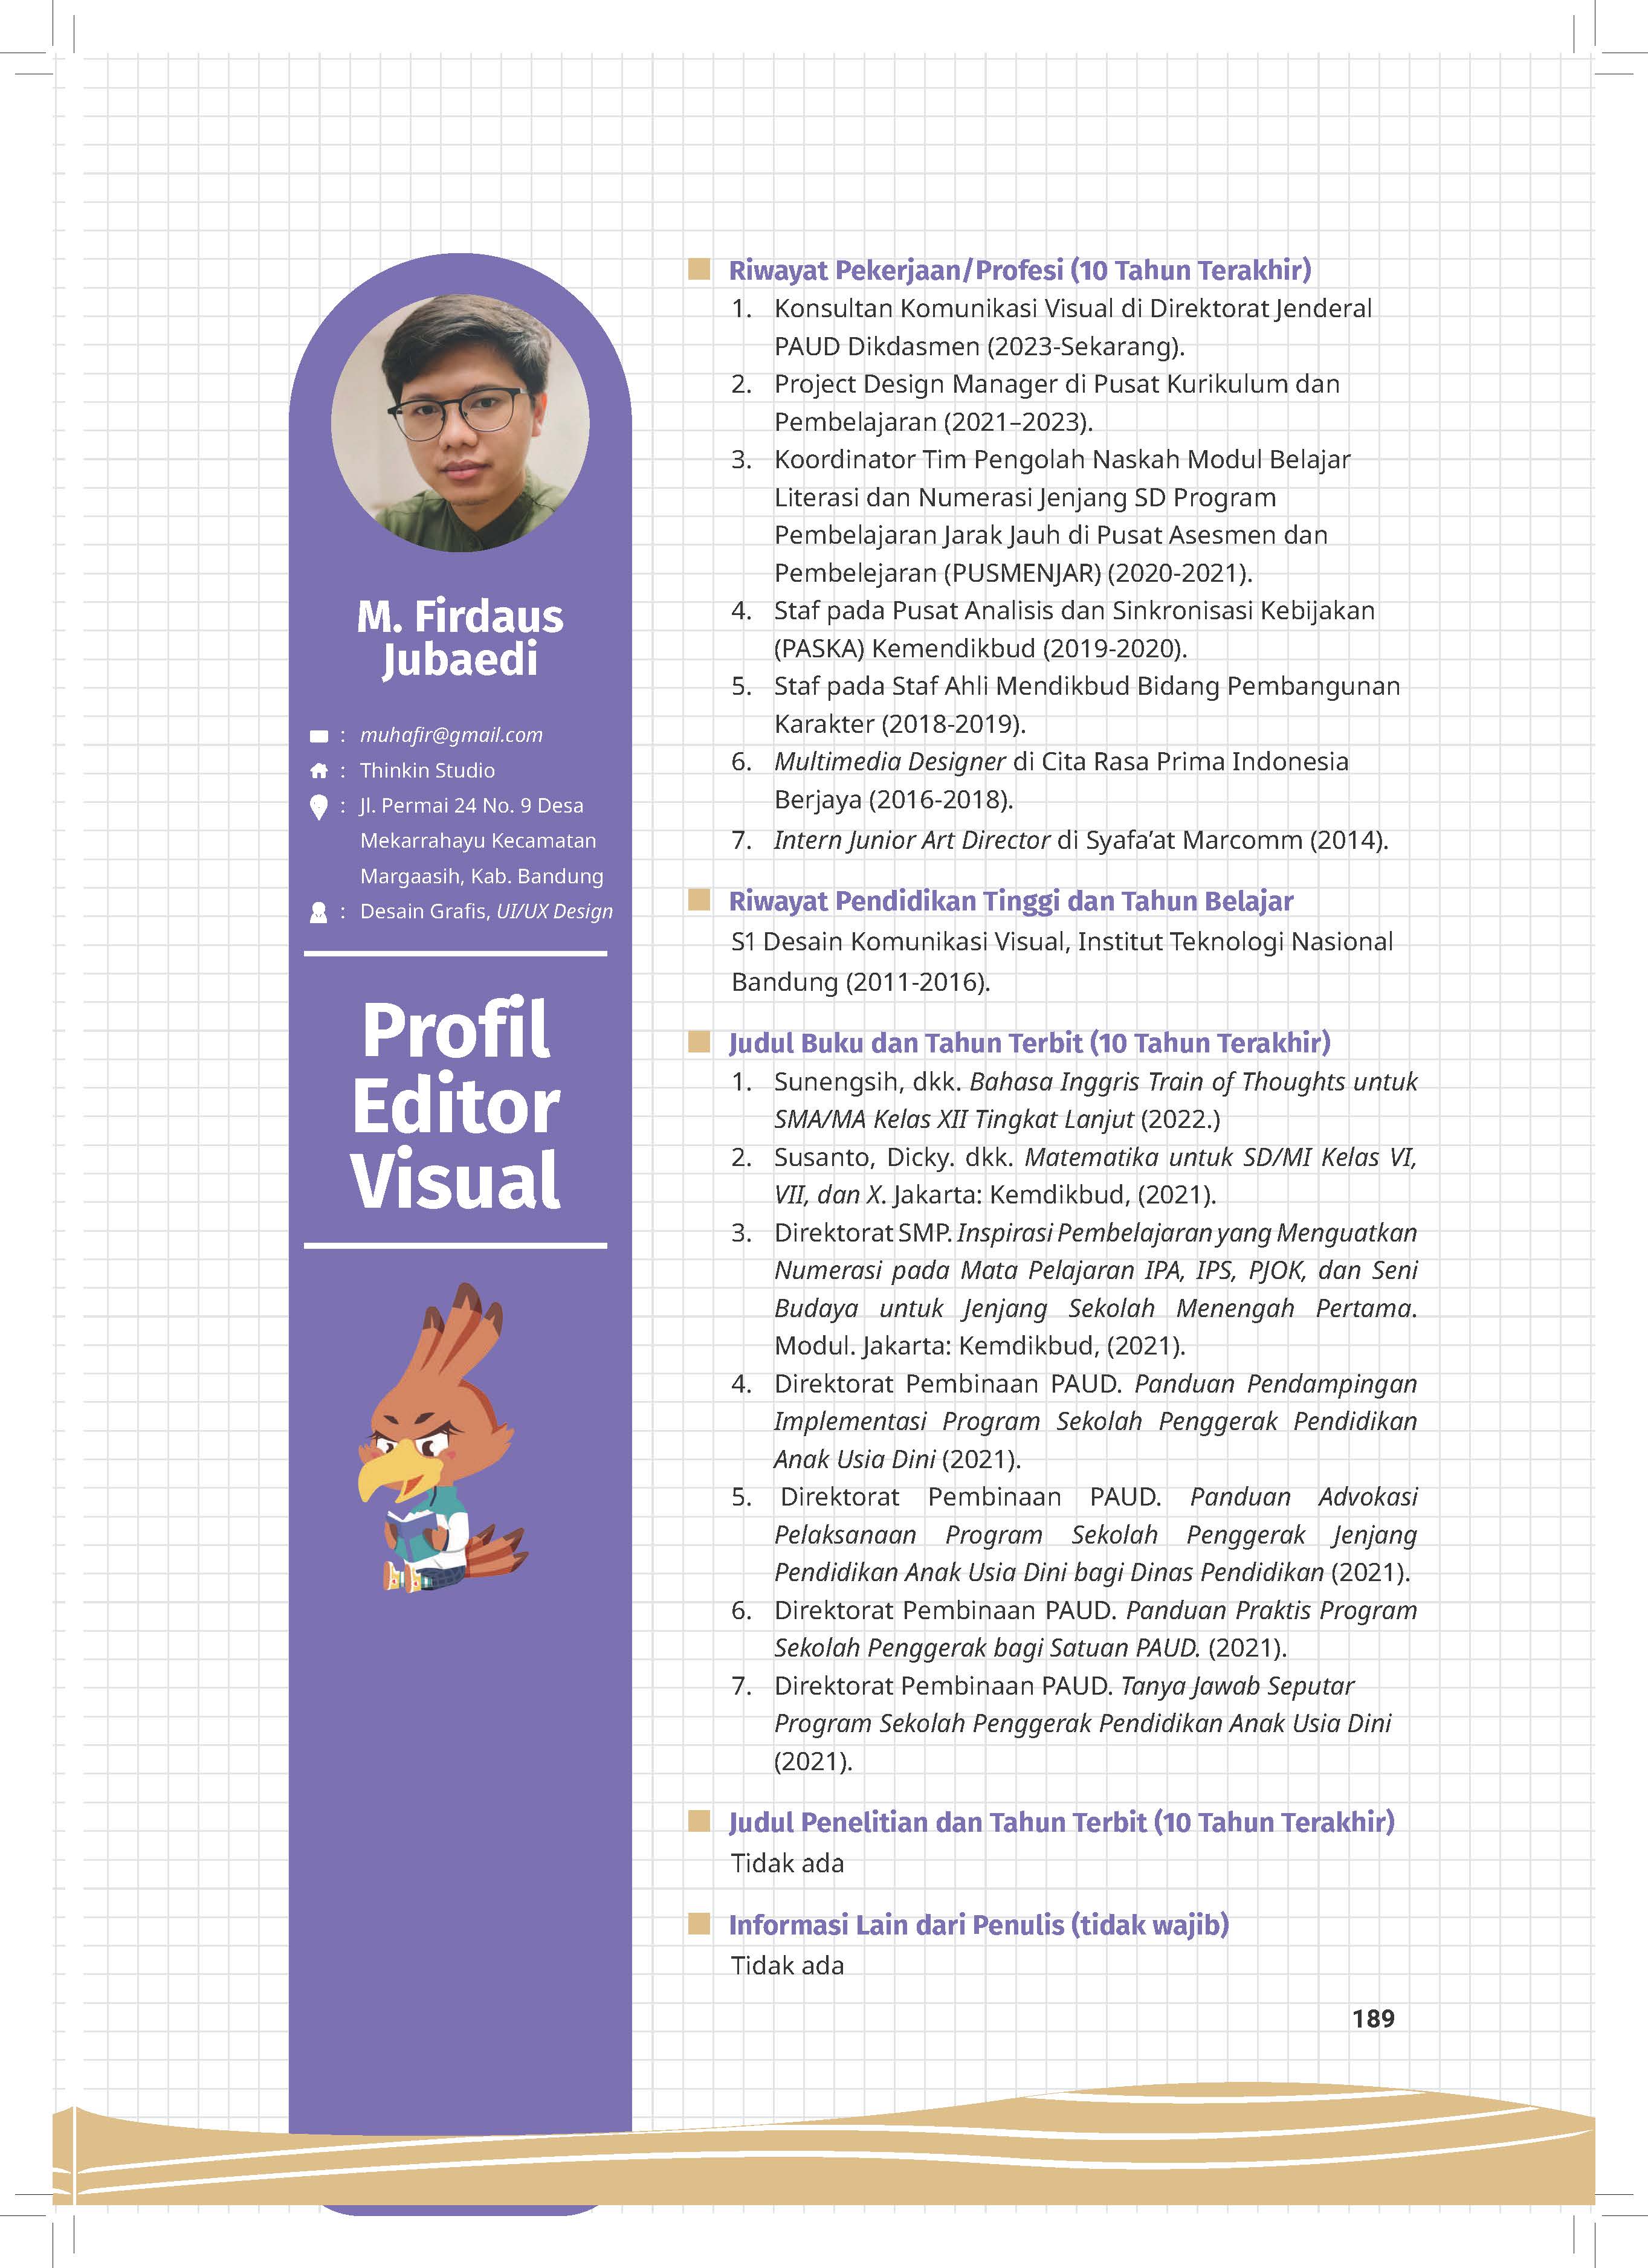 M. Firdaus
Jubaedi
: muhafir@gmail.com
: Thinkin Studio
: Jl. Permai 24 No. 9 Desa
Mekarrahayu Kecamatan
Margaasih, Kab. Bandung
: Desain Grafis, UI/UX Design
Profil
Editor
Visual
Riwayat Pekerjaan/Profesi (10 Tahun Terakhir)
1. Konsultan Komunikasi Visual di Direktorat Jenderal
PAUD Dikdasmen (2023-Sekarang).
2. Project Design Manager di Pusat Kurikulum dan
Pembelajaran (2021–2023).
3. Koordinator Tim Pengolah Naskah Modul Belajar
Literasi dan Numerasi Jenjang SD Program
Pembelajaran Jarak Jauh di Pusat Asesmen dan
Pembelejaran (PUSMENJAR) (2020-2021).
4. Staf pada Pusat Analisis dan Sinkronisasi Kebijakan
(PASKA) Kemendikbud (2019-2020).
5. Staf pada Staf Ahli Mendikbud Bidang Pembangunan
Karakter (2018-2019).
6. Multimedia Designer di Cita Rasa Prima Indonesia
Berjaya (2016-2018).
7. Intern Junior Art Director di Syafa’at Marcomm (2014).
Riwayat Pendidikan Tinggi dan Tahun Belajar
S1 Desain Komunikasi Visual, Institut Teknologi Nasional
Bandung (2011-2016).
Judul Buku dan Tahun Terbit (10 Tahun Terakhir)
1. Sunengsih, dkk. Bahasa Inggris Train of Thoughts untuk
SMA/MA Kelas XII Tingkat Lanjut (2022.)
2. Susanto, Dicky. dkk. Matematika untuk SD/MI Kelas VI,
VII, dan X. Jakarta: Kemdikbud, (2021).
3. Direktorat SMP. Inspirasi Pembelajaran yang Menguatkan
Numerasi pada Mata Pelajaran IPA, IPS, PJOK, dan Seni
Budaya untuk Jenjang Sekolah Menengah Pertama.
Modul. Jakarta: Kemdikbud, (2021).
4. Direktorat Pembinaan PAUD. Panduan Pendampingan
Implementasi Program Sekolah Penggerak Pendidikan
Anak Usia Dini (2021).
5. Direktorat Pembinaan PAUD. Panduan Advokasi
Pelaksanaan Program Sekolah Penggerak Jenjang
Pendidikan Anak Usia Dini bagi Dinas Pendidikan (2021).
6. Direktorat Pembinaan PAUD. Panduan Praktis Program
Sekolah Penggerak bagi Satuan PAUD. (2021).
7. Direktorat Pembinaan PAUD. Tanya Jawab Seputar
Program Sekolah Penggerak Pendidikan Anak Usia Dini
(2021).
Judul Penelitian dan Tahun Terbit (10 Tahun Terakhir)
Tidak ada
Informasi Lain dari Penulis (tidak wajib)
Tidak ada
189